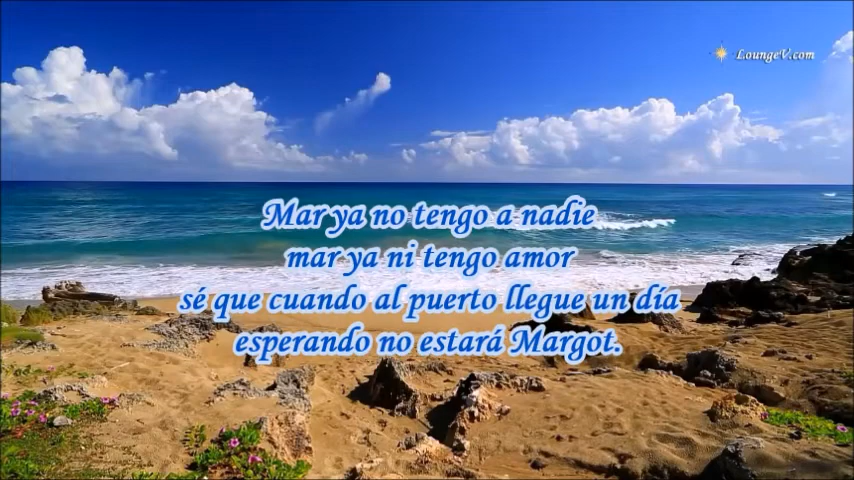 LoungeV.com
Mar ya no tengo a nadie
mar ya ni tengo amor
sé que cuando al puerto llegue un día
esperando no estará Margot.